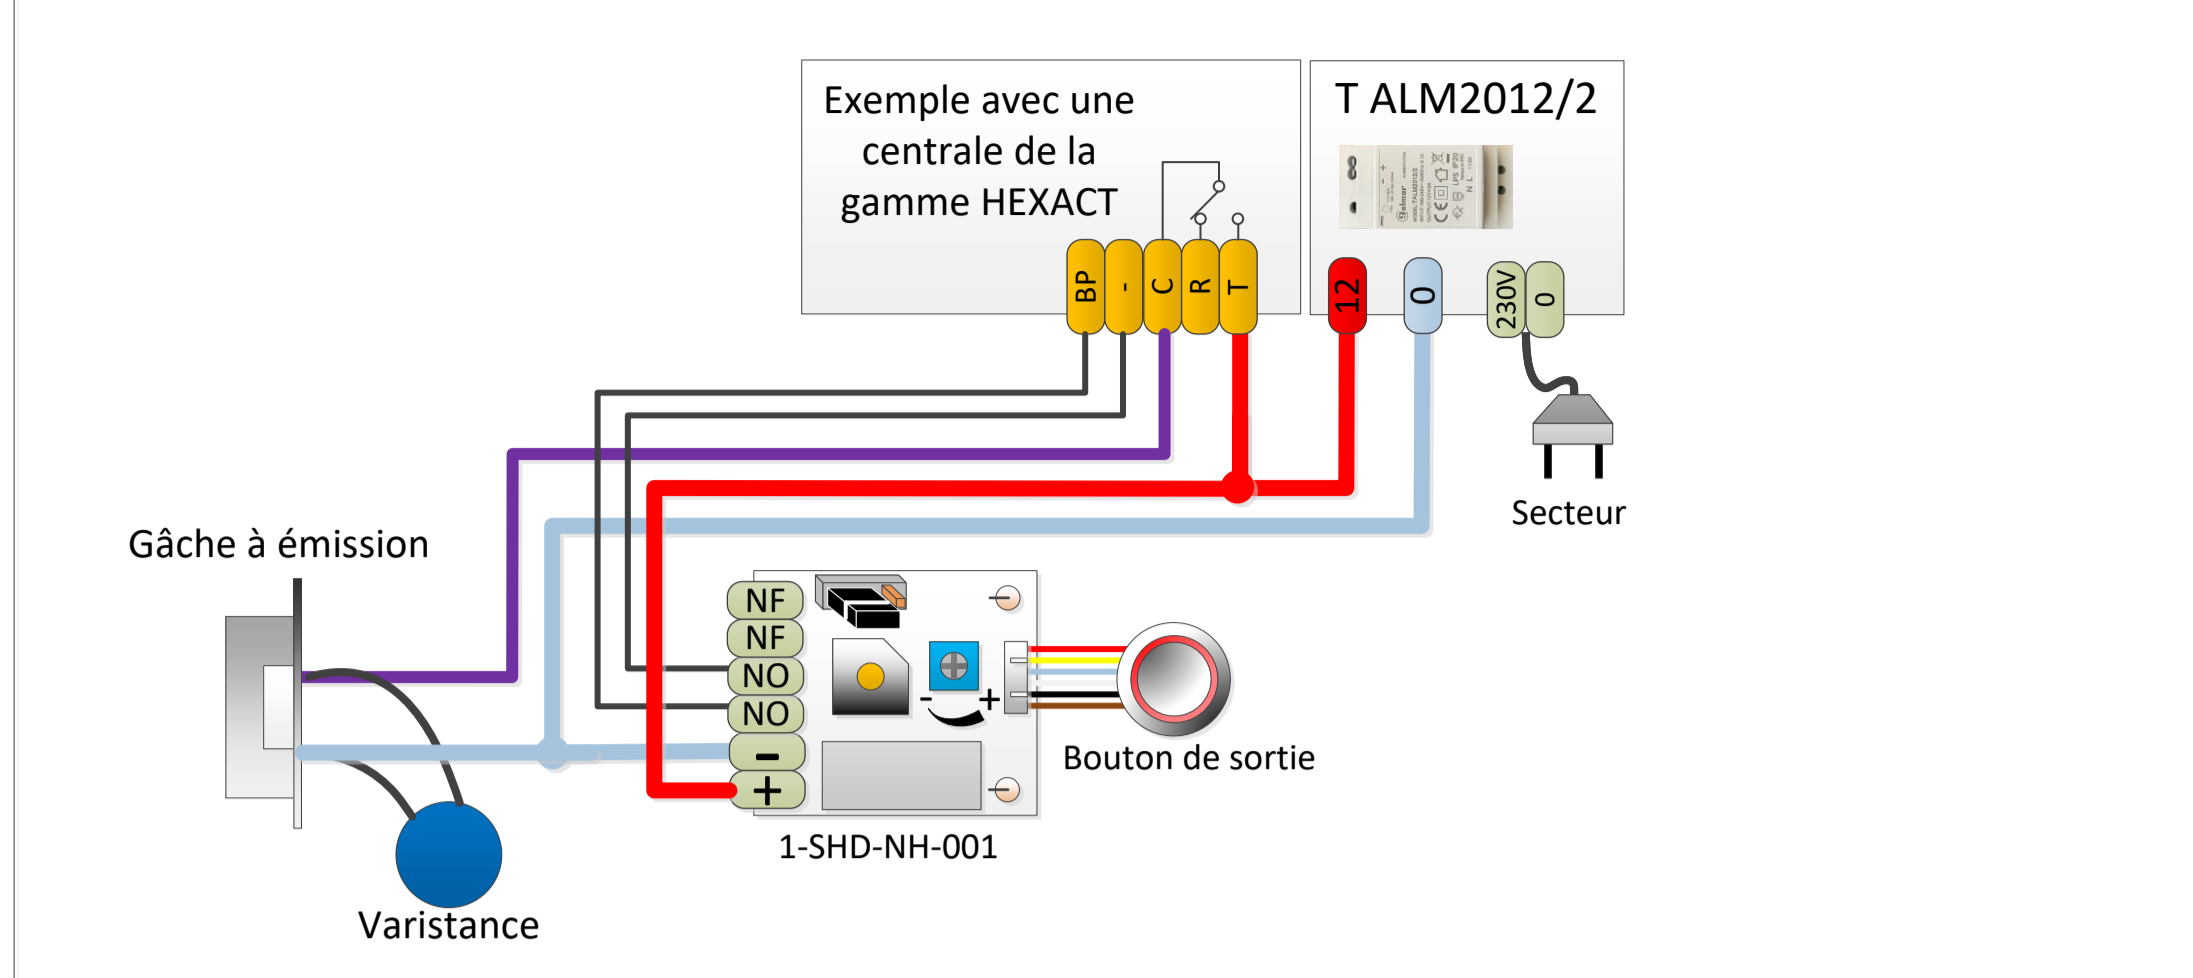 Exemple avec une
centrale de la
gamme HEXACT
T ALM2012/2
BP
-
C
R
T
12
0
230V
0
Secteur
Gâche à émission
NF
NF
NO
NO
-
+
- +
Bouton de sortie
1-SHD-NH-001
Varistance